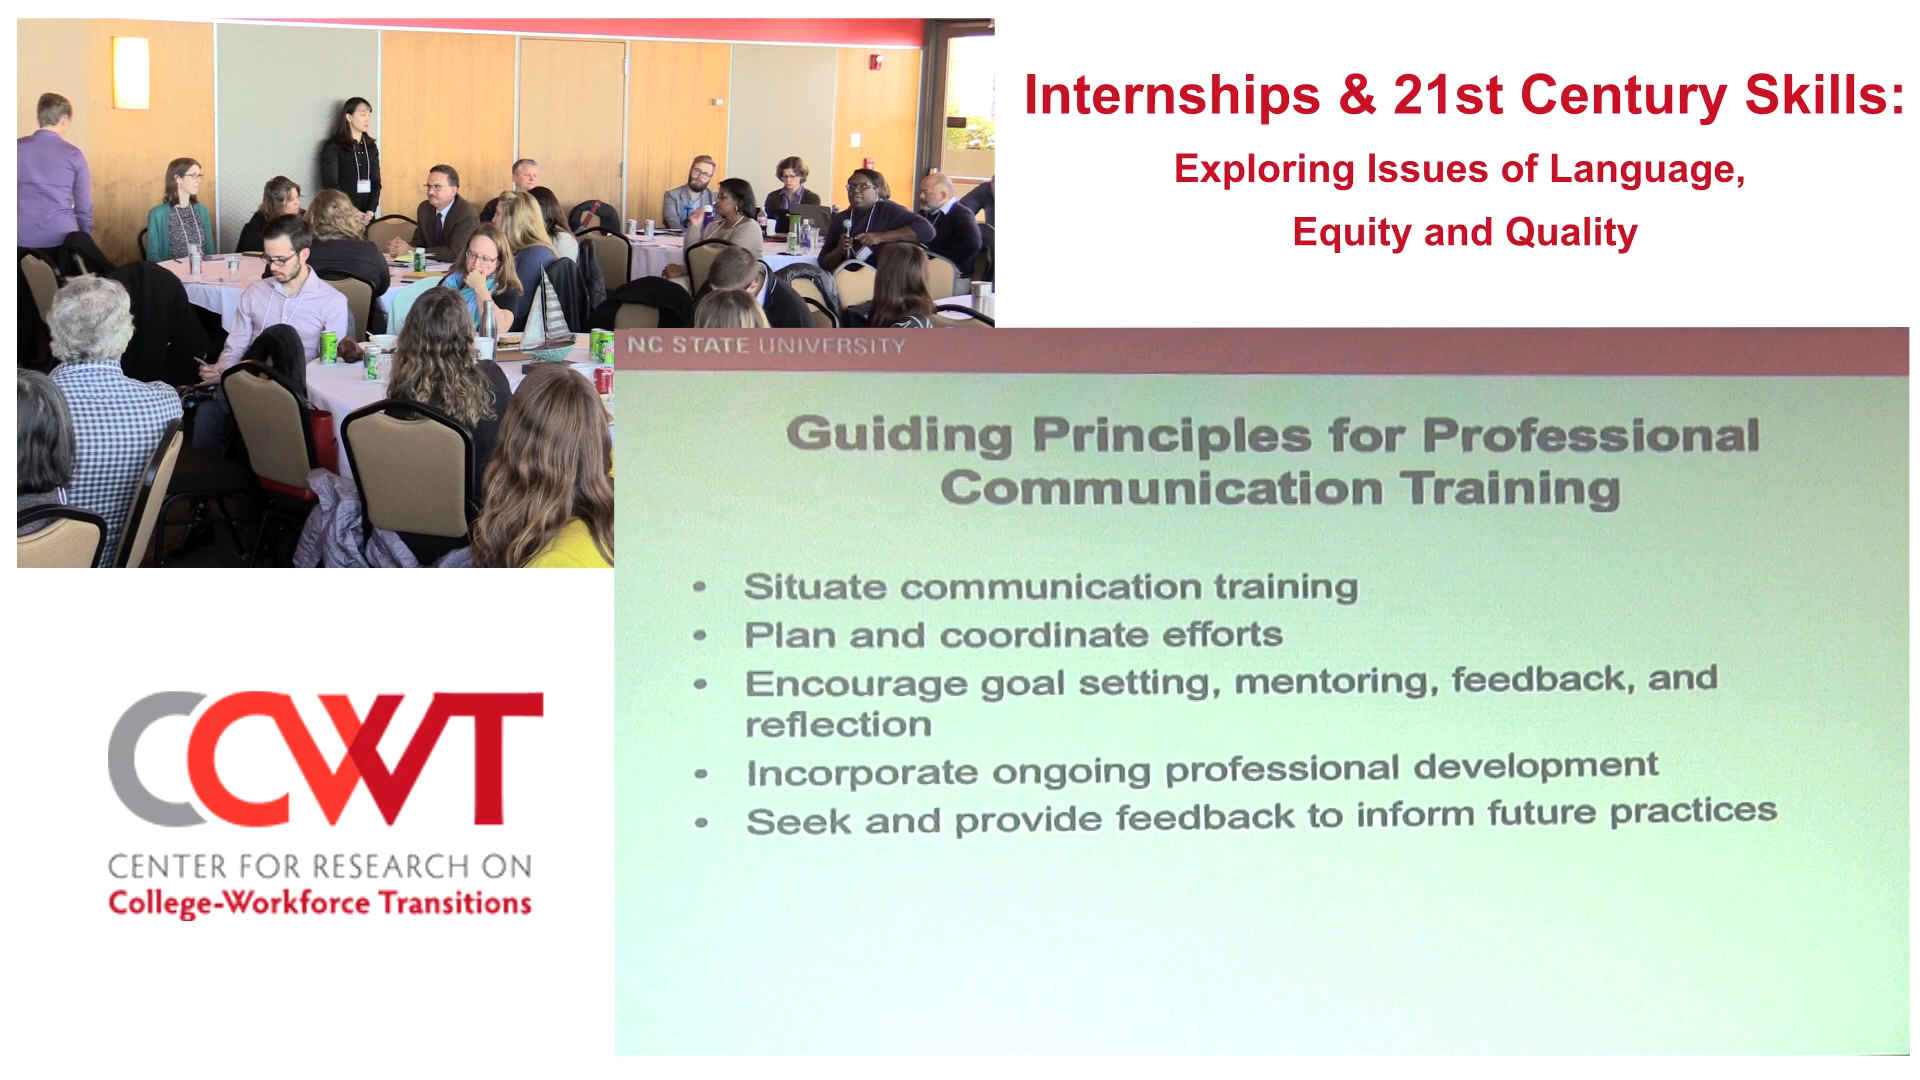 Internships & 21st Century Skills:
Exploring Issues of Language,
Equity and Quality
NC STATE UNIVERSITY
Guiding Principles for Professional
Communication Training
• Situate communication training
• Plan and coordinate efforts
• Encourage goal setting, mentoring, feedback, and
reflection
• Incorporate ongoing professional development
• Seek and provide feedback to inform future practices
CCWT
CENTER FOR RESEARCH ON
College-Workforce Transitions